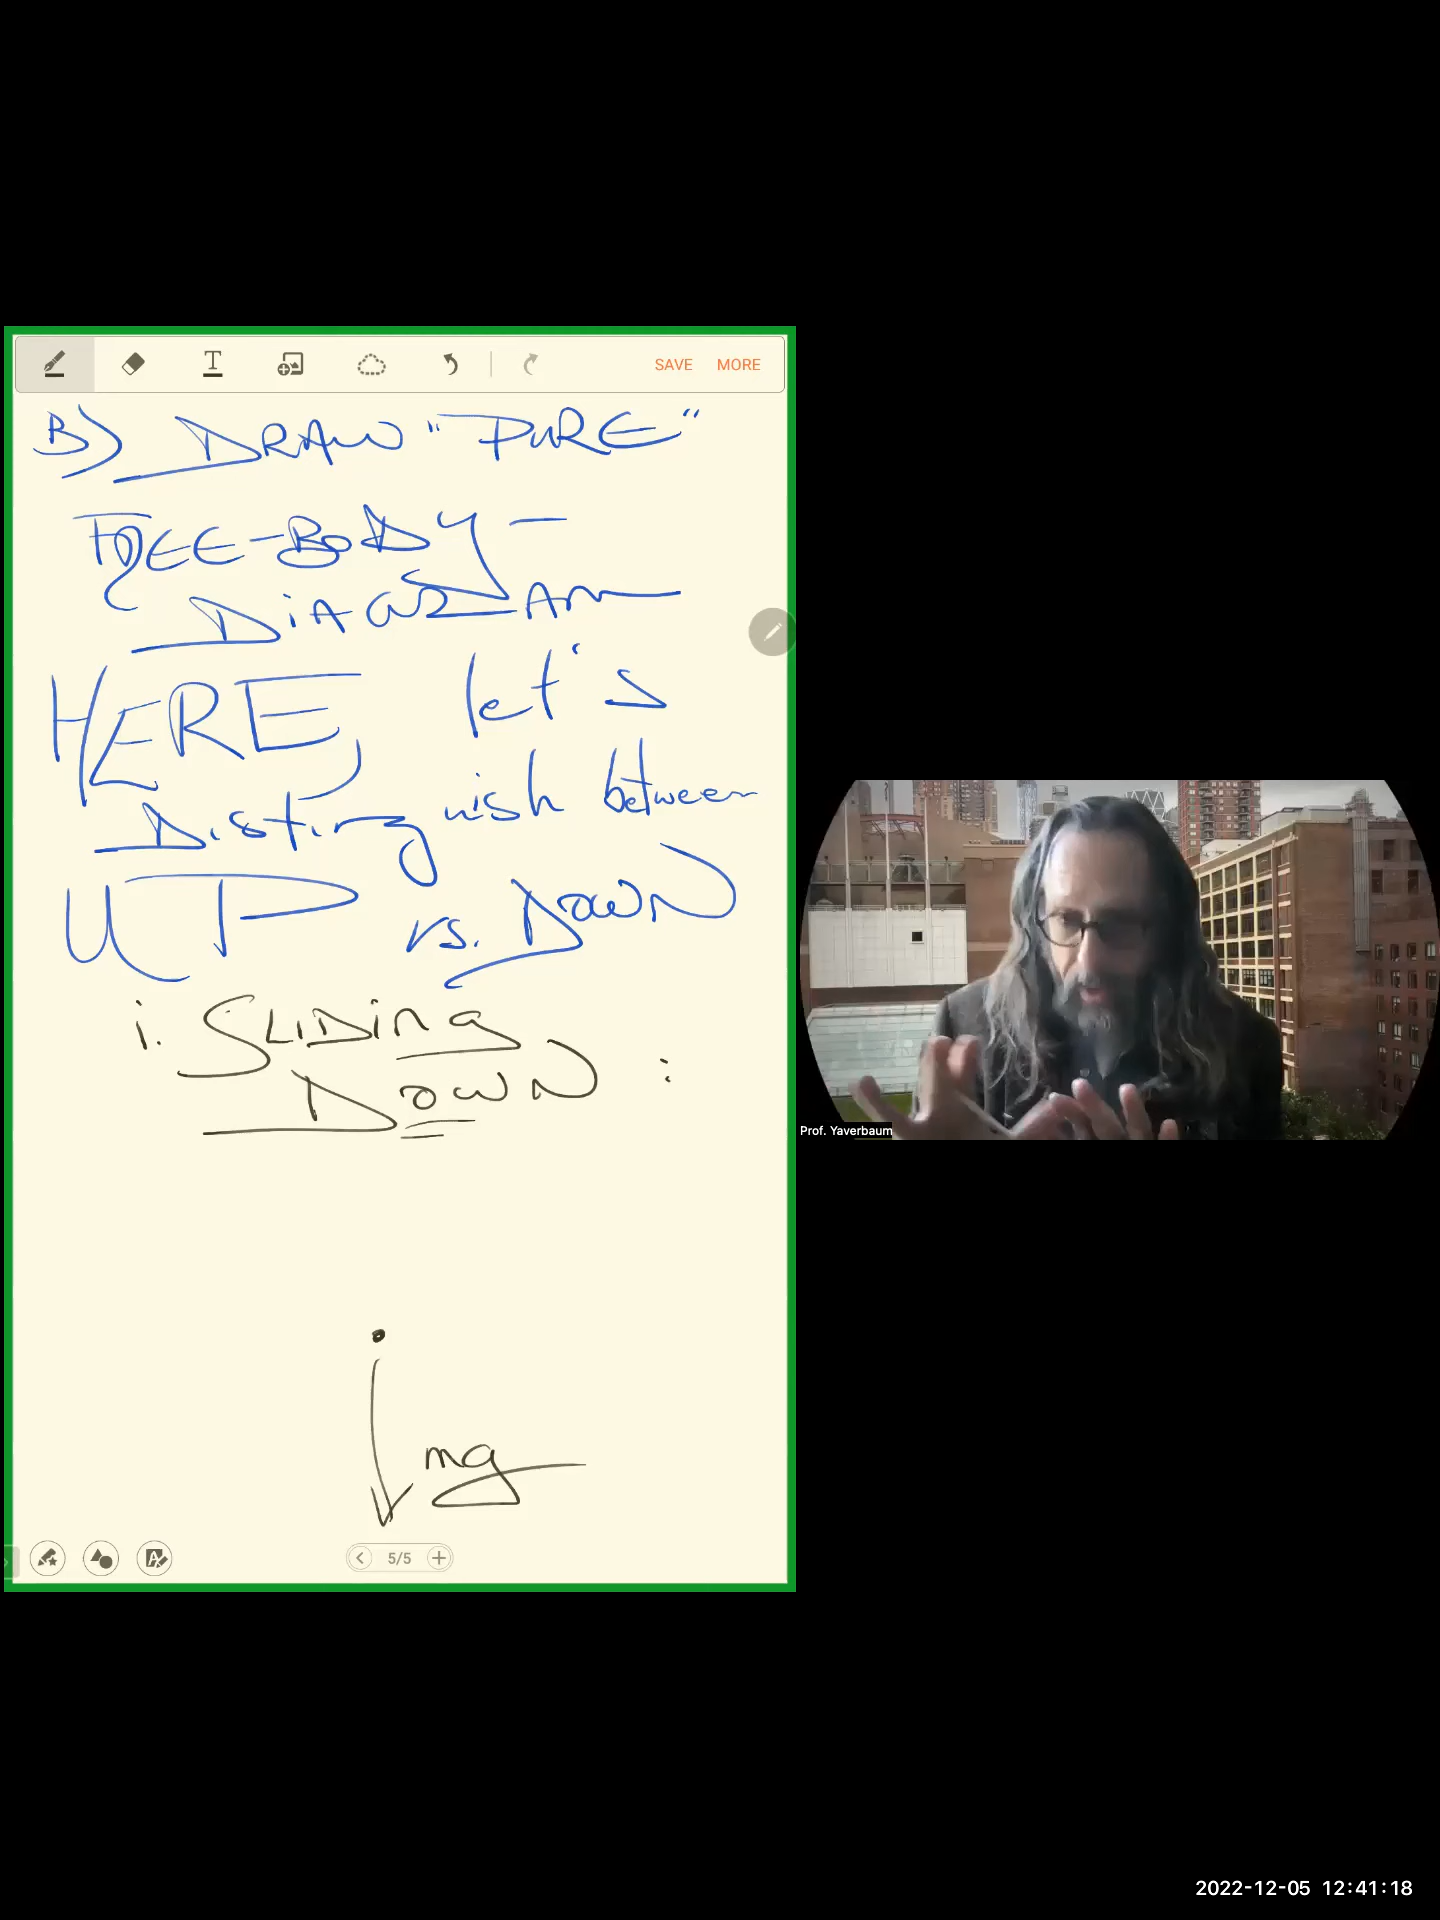 SAVE MORE
B) DRAW "PURE"
FREE-BODY-
DIAGRAM
HERE, let's
Distinguish between
UP vs. DOWN
i. SLIDING
DOWN :
mg
5/5
Prof. Yaverbaum
2022-12-05 12:41:18